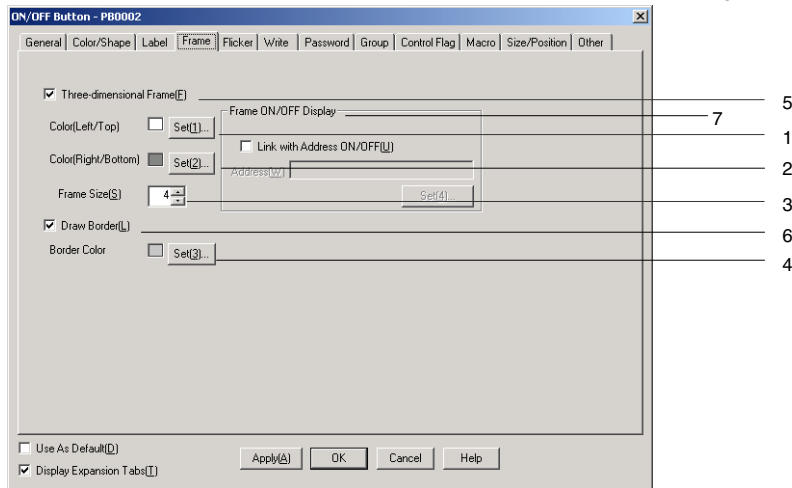 ON/OFF Button - PB0002
General Color/Shape Label Frame Flicker Write Password Group Control Flag Macro Size/Position Other
Three-dimensional Frame(F)
5
Frame ON/OFF Display
7
Color(Left/Top) Set(1)...
1
Link with Address ON/OFF(U)
Color(Right/Bottom) Set(2)...
2
Address(W)
Frame Size(S) 4
Set(4)...
3
Draw Border(L)
6
Border Color Set(3)...
4
Use As Default(D)
Display Expansion Tabs(T)
Apply(A) OK Cancel Help